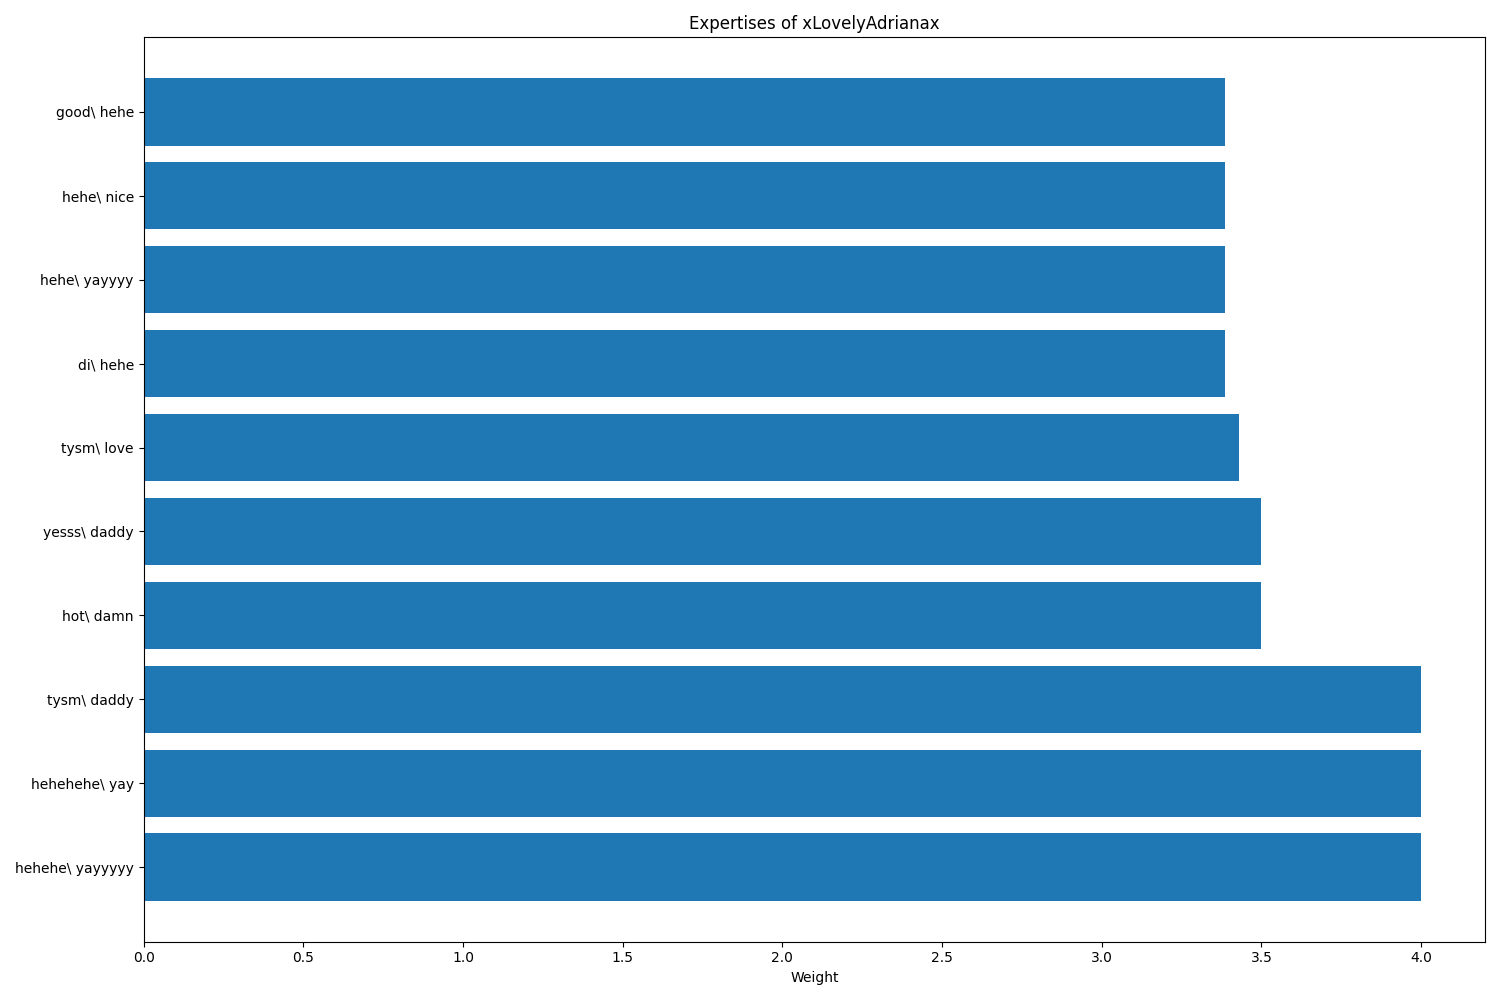 Expertises of xLovelyAdrianax
good\ hehe
hehe\ nice
hehe\ yayyyy
di\ hehe
tysm\ love
yesss\ daddy
hot\ damn
tysm\ daddy
hehehehe\ yay
hehehe\ yayyyyy
0.0 0.5 1.0 1.5 2.0 2.5 3.0 3.5 4.0
Weight